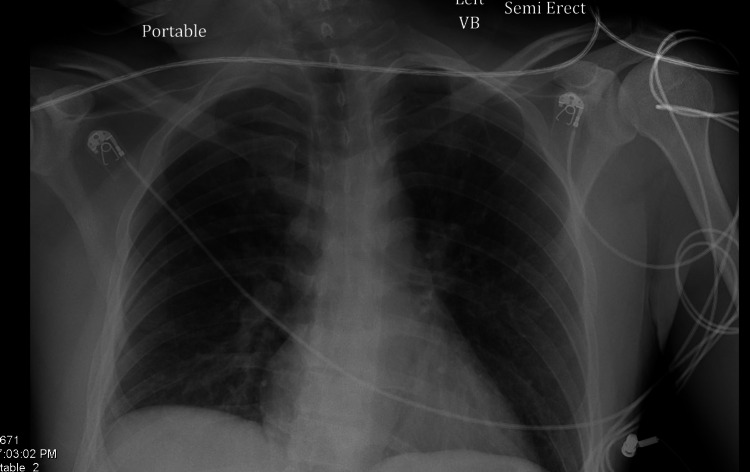 Portable
Left
VB
Semi Erect
671
7:03:02 PM
table 2